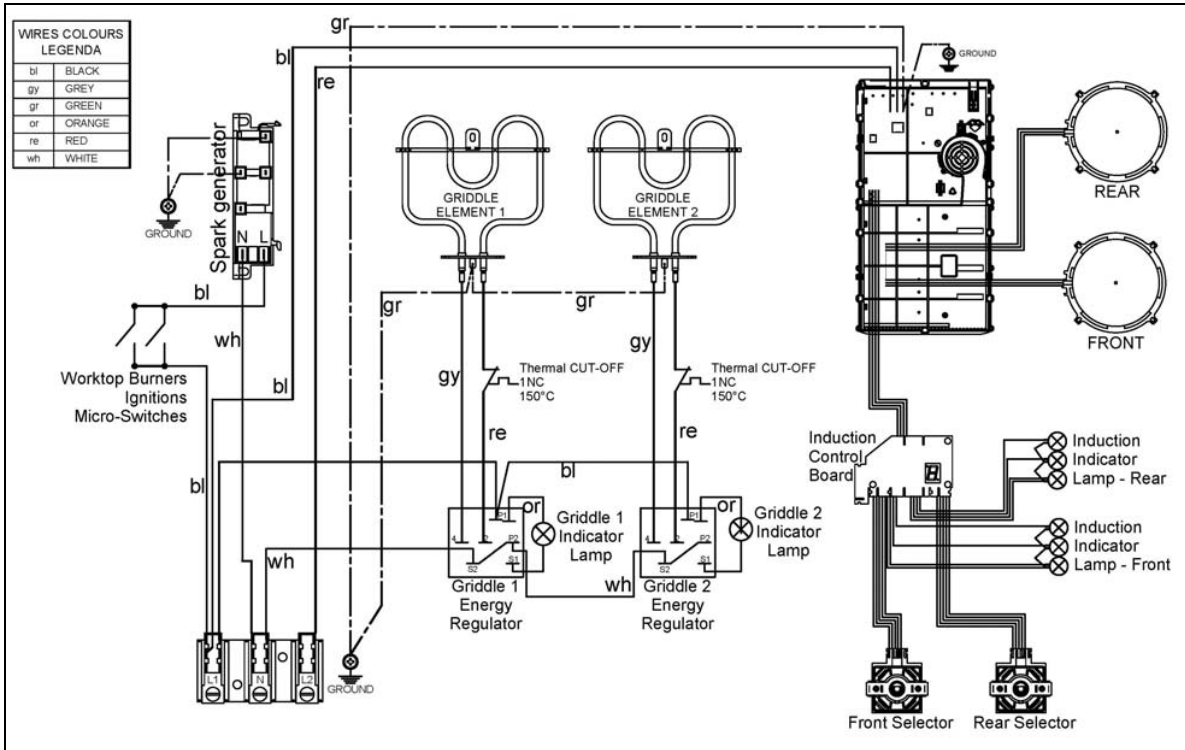 WIRES COLOURS
LEGENDA
bl BLACK
gy GREY
gr GREEN
or ORANGE
re RED
wh WHITE
gr
bl
re
GROUND
Spark generator
N L
GROUND
bl
wh
Worktop Burners
Ignitions
Micro-Switches
bl
bl
GRIDDLE
ELEMENT 1
GRIDDLE
ELEMENT 2
gr
gr
gy
gy
Thermal CUT-OFF
1NC
150°C
Thermal CUT-OFF
1NC
150°C
re
re
bl
or
or
4 2 P1 P2 S2 S1
4 2 P1 P2 S2 S1
Griddle 1
Indicator
Lamp
Griddle 2
Indicator
Lamp
wh
wh
Griddle 1
Energy
Regulator
Griddle 2
Energy
Regulator
L1 N L2
GROUND
REAR
FRONT
Induction
Control
Board
Induction
Indicator
Lamp - Rear
Induction
Indicator
Lamp - Front
Front Selector
Rear Selector